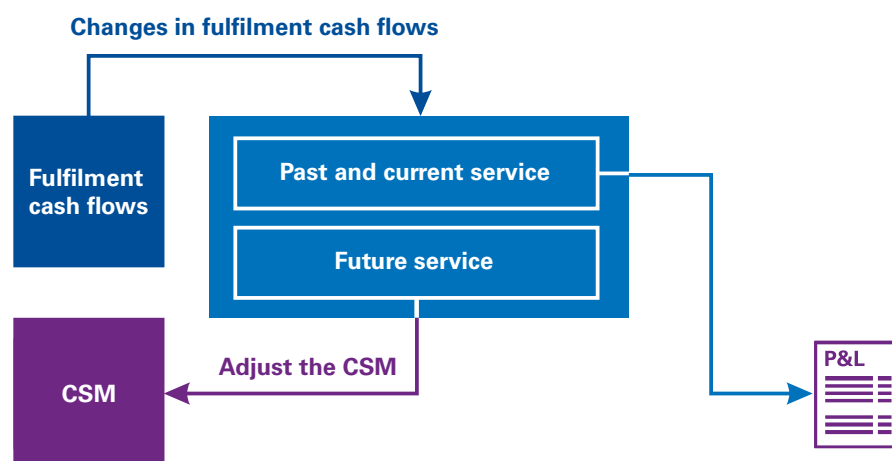 Changes in fulfilment cash flows
Fulfilment
cash flows
Past and current service
Future service
Adjust the CSM
CSM
P&L